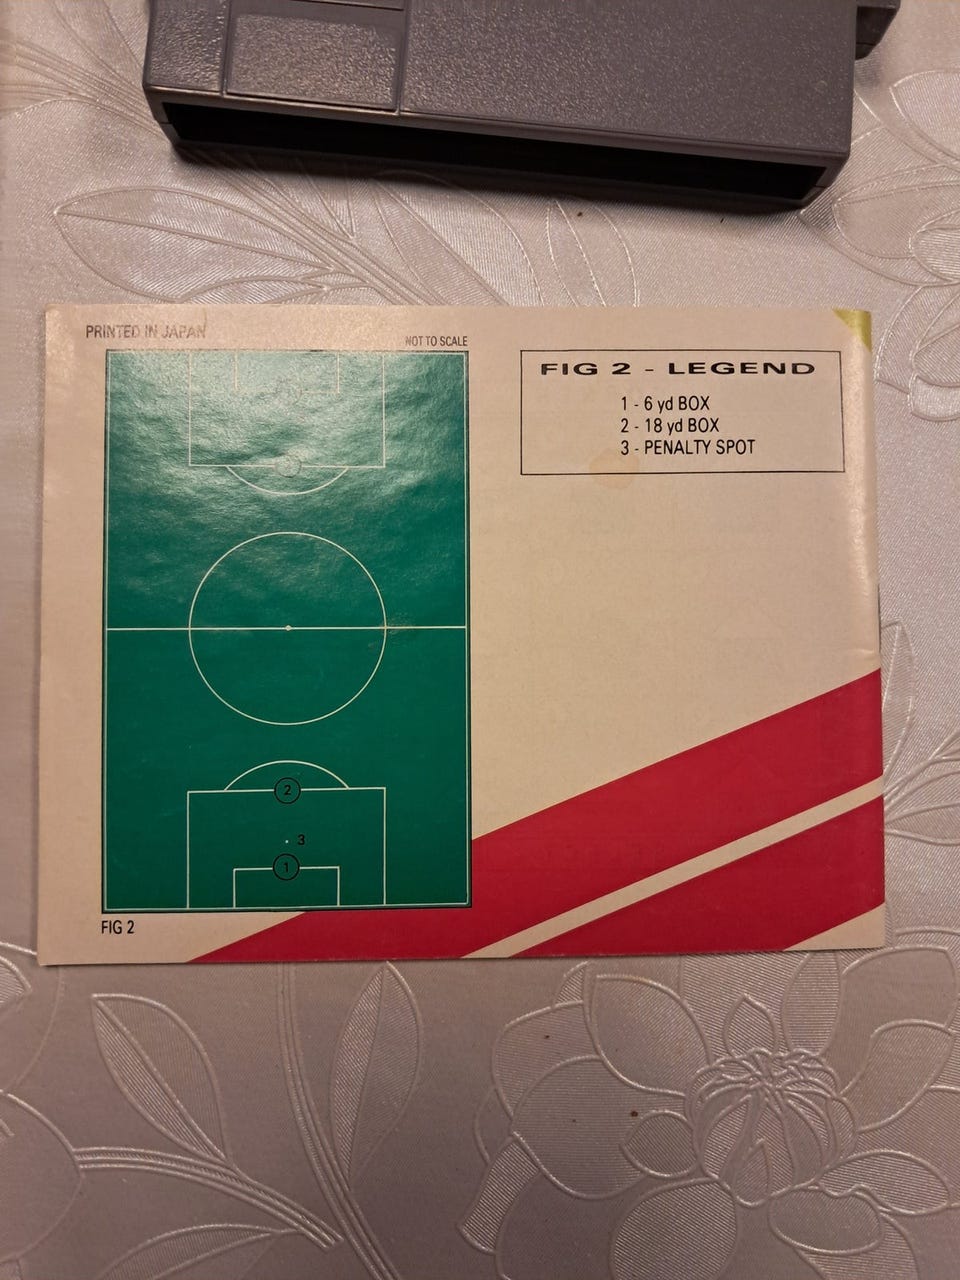 PRINTED IN JAPAN
NOT TO SCALE
FIG 2 - LEGEND
1 - 6 yd BOX
2 - 18 yd BOX
3 - PENALTY SPOT
2
3
1
FIG 2